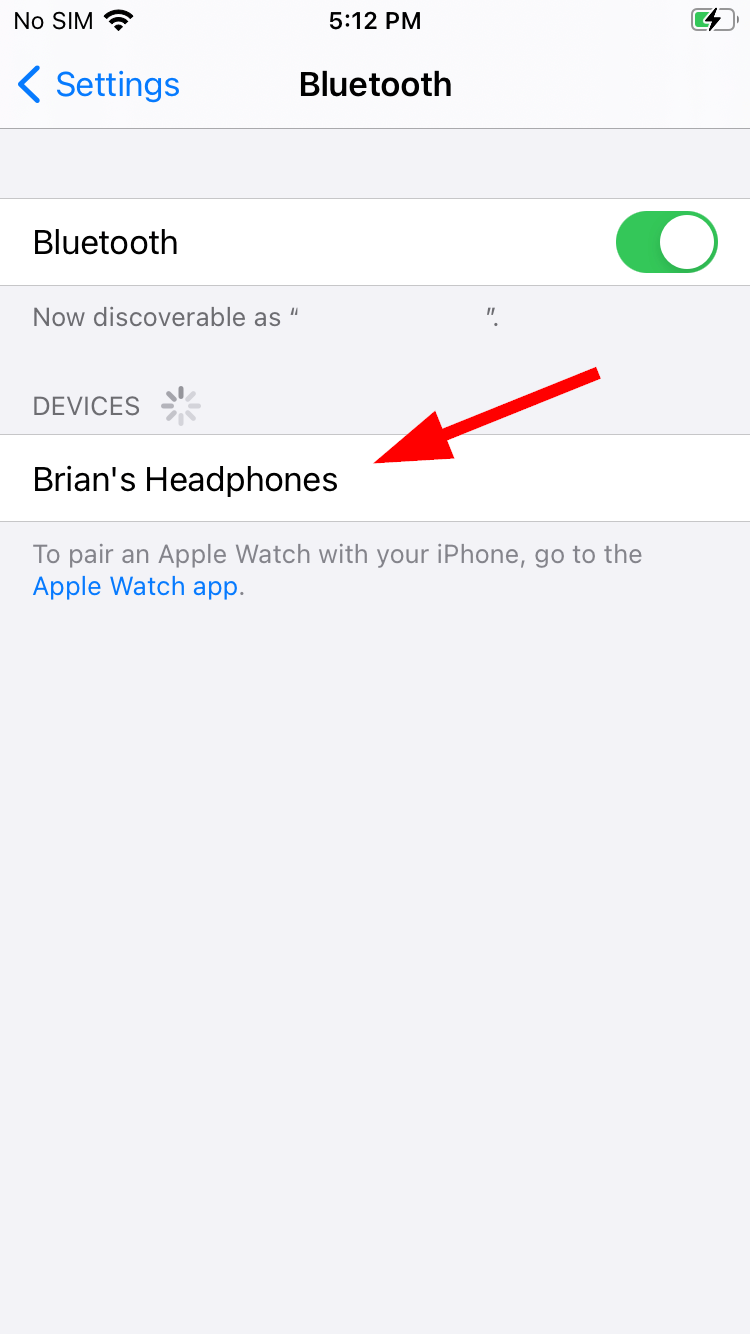 No SIM 5:12 PM
Settings Bluetooth
Bluetooth
Now discoverable as “ ”.
DEVICES
Brian's Headphones
To pair an Apple Watch with your iPhone, go to the
Apple Watch app.